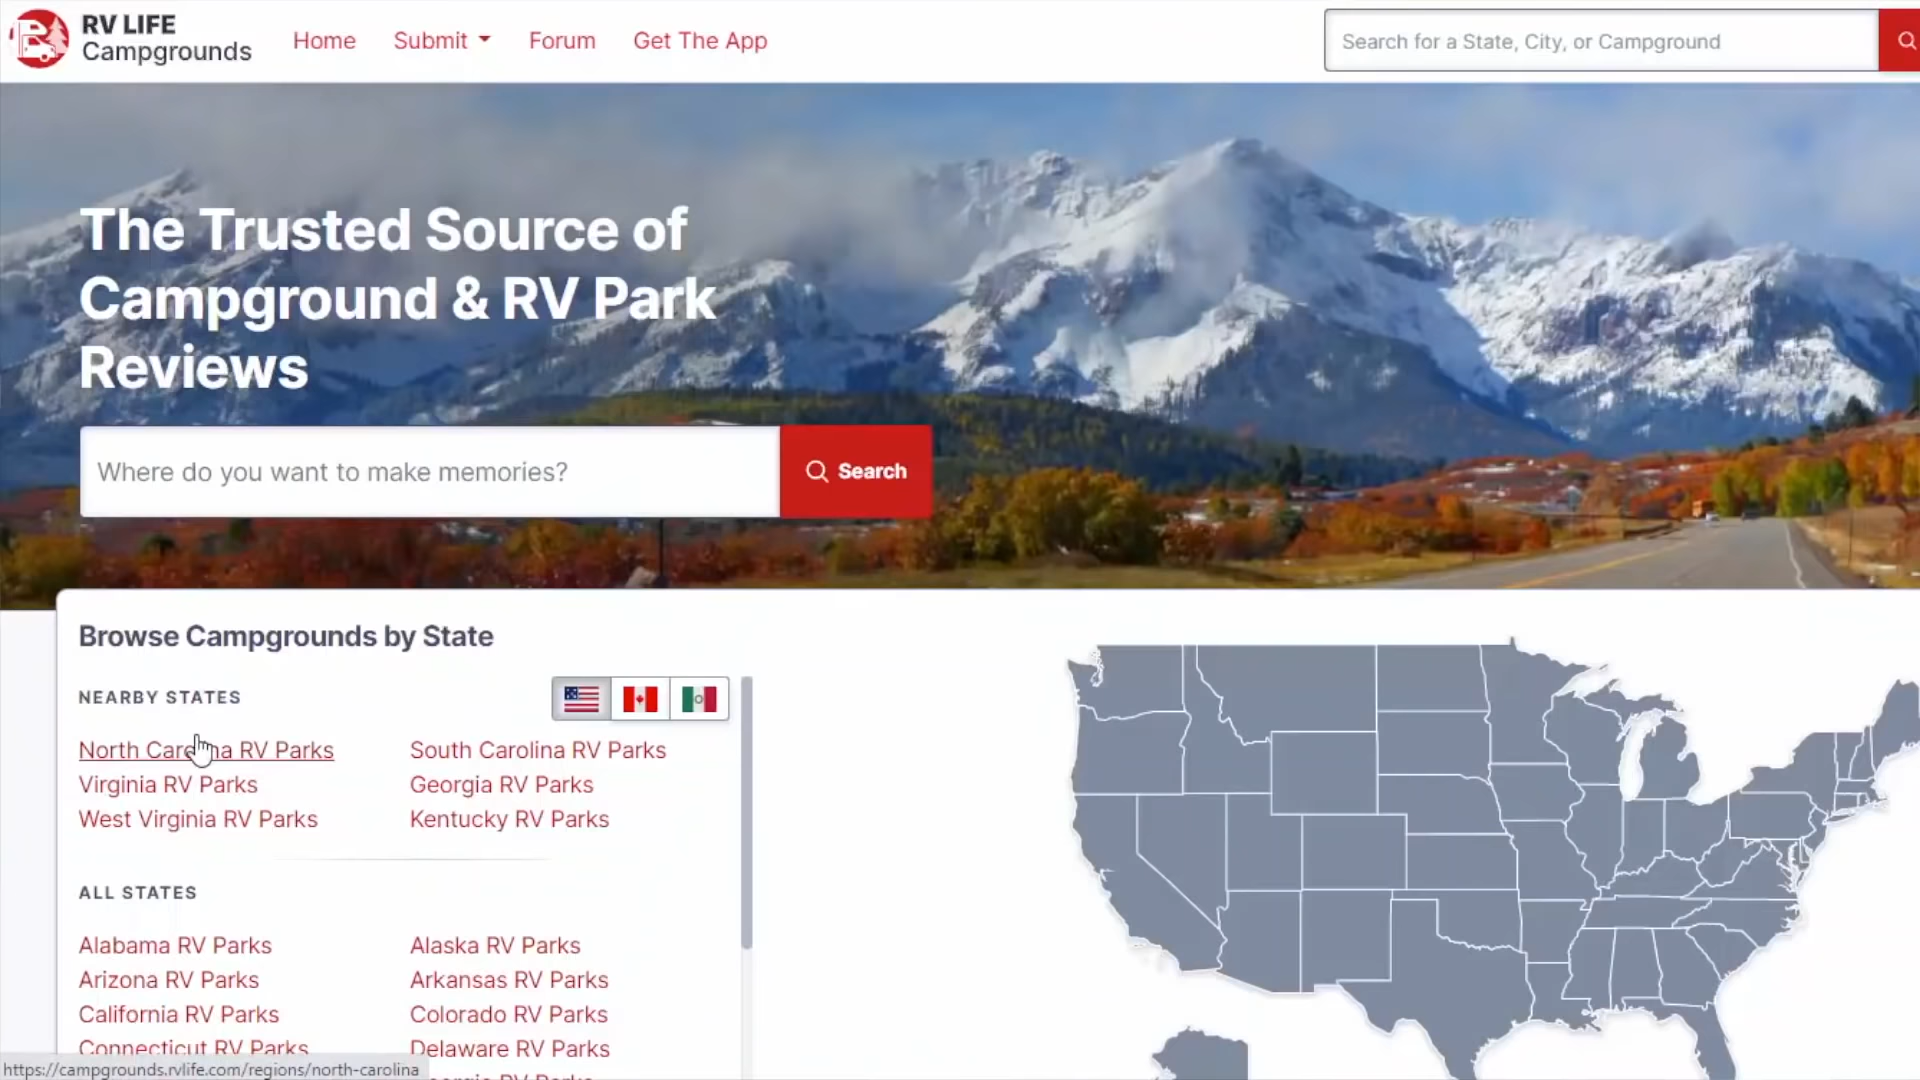 RV LIFE
Campgrounds
Home
Submit
Forum
Get The App
Search for a State, City, or Campground
The Trusted Source of
Campground & RV Park
Reviews
Where do you want to make memories?
Search
Browse Campgrounds by State
NEARBY STATES
North Carolina RV Parks
South Carolina RV Parks
Virginia RV Parks
Georgia RV Parks
West Virginia RV Parks
Kentucky RV Parks
ALL STATES
Alabama RV Parks
Alaska RV Parks
Arizona RV Parks
Arkansas RV Parks
California RV Parks
Colorado RV Parks
Connecticut RV Parks
Delaware RV Parks
Georgia RV Parks
https://campgrounds.rvlife.com/regions/north-carolina